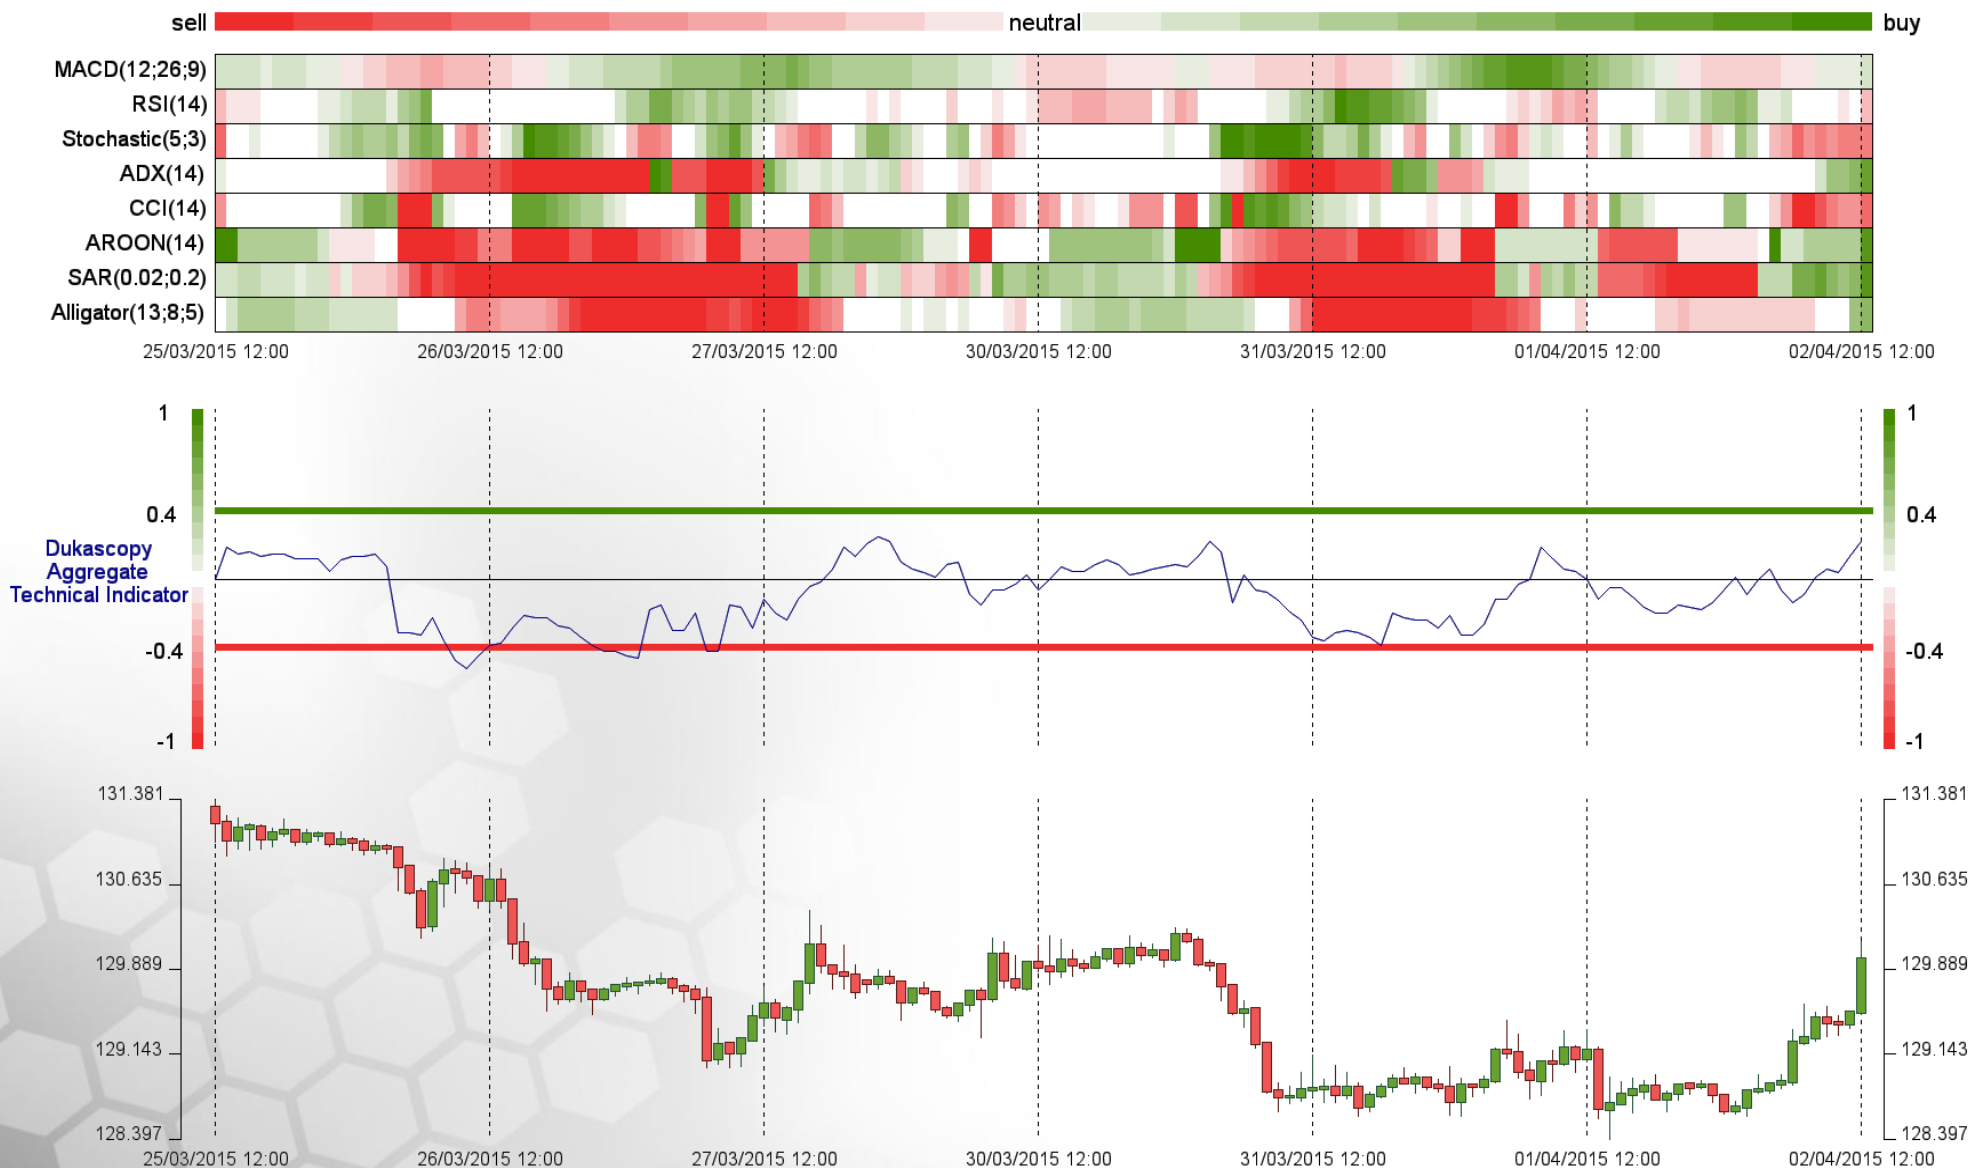 sell neutral buy
MACD(12;26;9)
RSI(14)
Stochastic(5;3)
ADX(14)
CCI(14)
AROON(14)
SAR(0.02;0.2)
Alligator(13;8;5)
25/03/2015 12:00 26/03/2015 12:00 27/03/2015 12:00 30/03/2015 12:00 31/03/2015 12:00 01/04/2015 12:00 02/04/2015 12:00
1 1
0.4 0.4
Dukascopy
Aggregate
Technical Indicator
-0.4 -0.4
-1 -1
131.381 131.381
130.635 130.635
129.889 129.889
129.143 129.143
128.397 128.397
25/03/2015 12:00 26/03/2015 12:00 27/03/2015 12:00 30/03/2015 12:00 31/03/2015 12:00 01/04/2015 12:00 02/04/2015 12:00